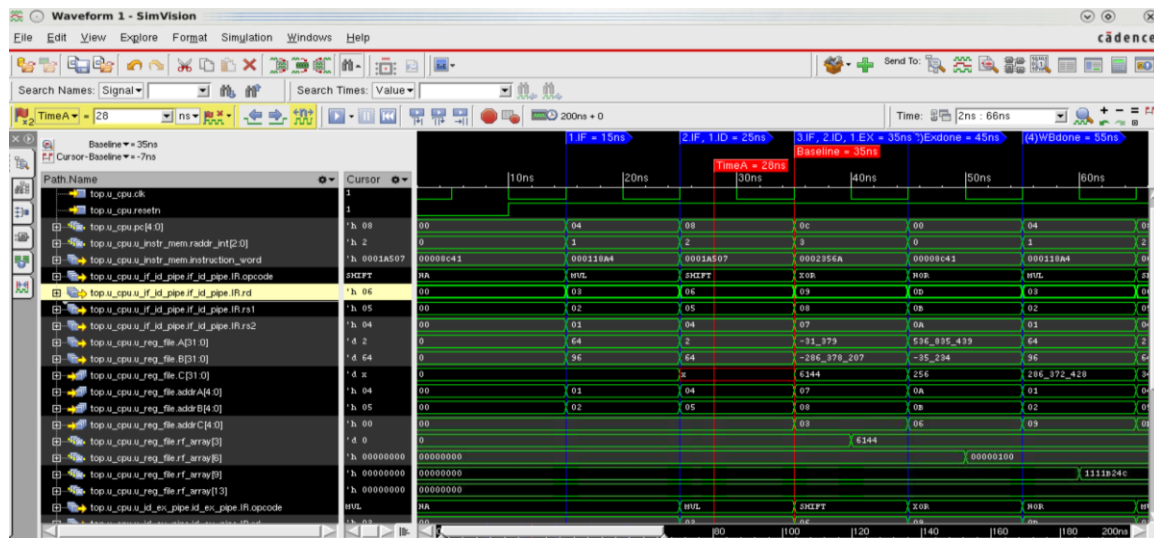 Waveform 1 - SimVision
File Edit View Explore Format Simulation Windows Help
cādence
Send To:
Search Names: Signal Search Times: Value
x2 TimeA = 28 ns 200ns + 0 Time: 2ns : 66ns
Baseline = 35ns
Cursor-Baseline = -7ns
1.IF = 15ns 2.IF, 1.ID = 25ns 3.IF, 2.ID, 1.EX = 35ns Exdone = 45ns (4)WBdone = 55ns
Baseline = 35ns
TimeA = 28ns
Path.Name Cursor 10ns 20ns 30ns 40ns 50ns 60ns
top.u_cpu.clk 1
top.u_cpu.resetn 1
top.u_cpu.pc[4:0] 'h 08 00 04 08 0c 00 04
top.u_cpu.u_instr_mem.raddr_int[2:0] 'h 2 0 1 2 3 0 1 2
top.u_cpu.u_instr_mem.instruction_word 'h 0001A507 00008c41 000118A4 0001A507 0002356A 00008c41 000118A4
top.u_cpu.u_if_id_pipe.if_id_pipe.IR.opcode SHIFT NA MUL SHIFT XOR NOR MUL
top.u_cpu.u_if_id_pipe.if_id_pipe.IR.rd 'h 06 00 03 06 09 0D 03
top.u_cpu.u_if_id_pipe.if_id_pipe.IR.rs1 'h 05 00 02 05 08 0B 02
top.u_cpu.u_if_id_pipe.if_id_pipe.IR.rs2 'h 04 00 01 04 07 0A 01
top.u_cpu.u_reg_file.A[31:0] 'd 2 0 64 2 -31_379 536_835_439 64 2
top.u_cpu.u_reg_file.B[31:0] 'd 64 0 96 64 -286_378_207 -35_234 96
top.u_cpu.u_reg_file.C[31:0] 'd x 0 x 6144 256 286_372_428
top.u_cpu.u_reg_file.addrA[4:0] 'h 04 00 01 04 07 0A 01
top.u_cpu.u_reg_file.addrB[4:0] 'h 05 00 02 05 08 0B 02
top.u_cpu.u_reg_file.addrC[4:0] 'h 00 00 03 06 09
top.u_cpu.u_reg_file.rf_array[3] 'd 0 0 6144
top.u_cpu.u_reg_file.rf_array[6] 'h 00000000 00000000 00000100
top.u_cpu.u_reg_file.rf_array[9] 'h 00000000 00000000 1111B24c
top.u_cpu.u_reg_file.rf_array[13] 'h 00000000 00000000
top.u_cpu.u_id_ex_pipe.id_ex_pipe.IR.opcode MUL NA MUL SHIFT XOR NOR
80 100 120 140 160 180 200ns